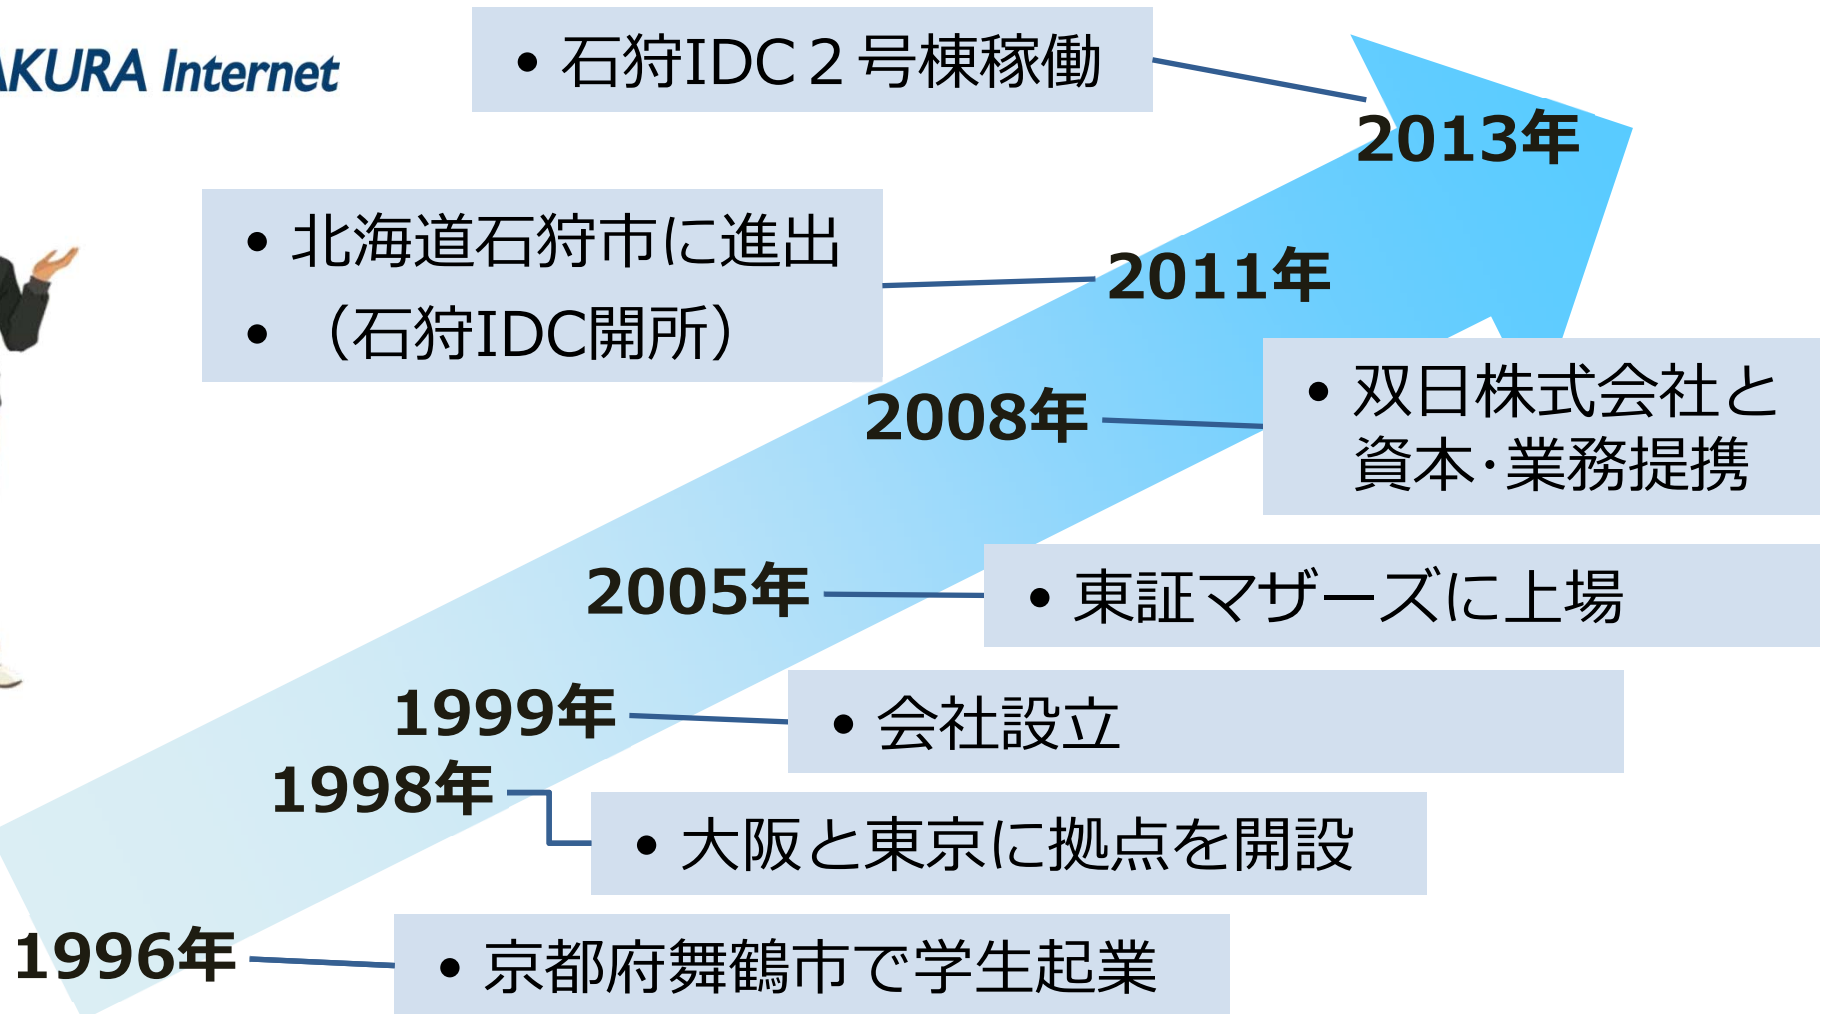 AKURA Internet
• 石狩IDC２号棟稼働
2013年
• 北海道石狩市に進出
• （石狩IDC開所）
2011年
2008年
• 双日株式会社と
資本･業務提携
2005年
• 東証マザーズに上場
1999年
• 会社設立
1998年
• 大阪と東京に拠点を開設
1996年
• 京都府舞鶴市で学生起業